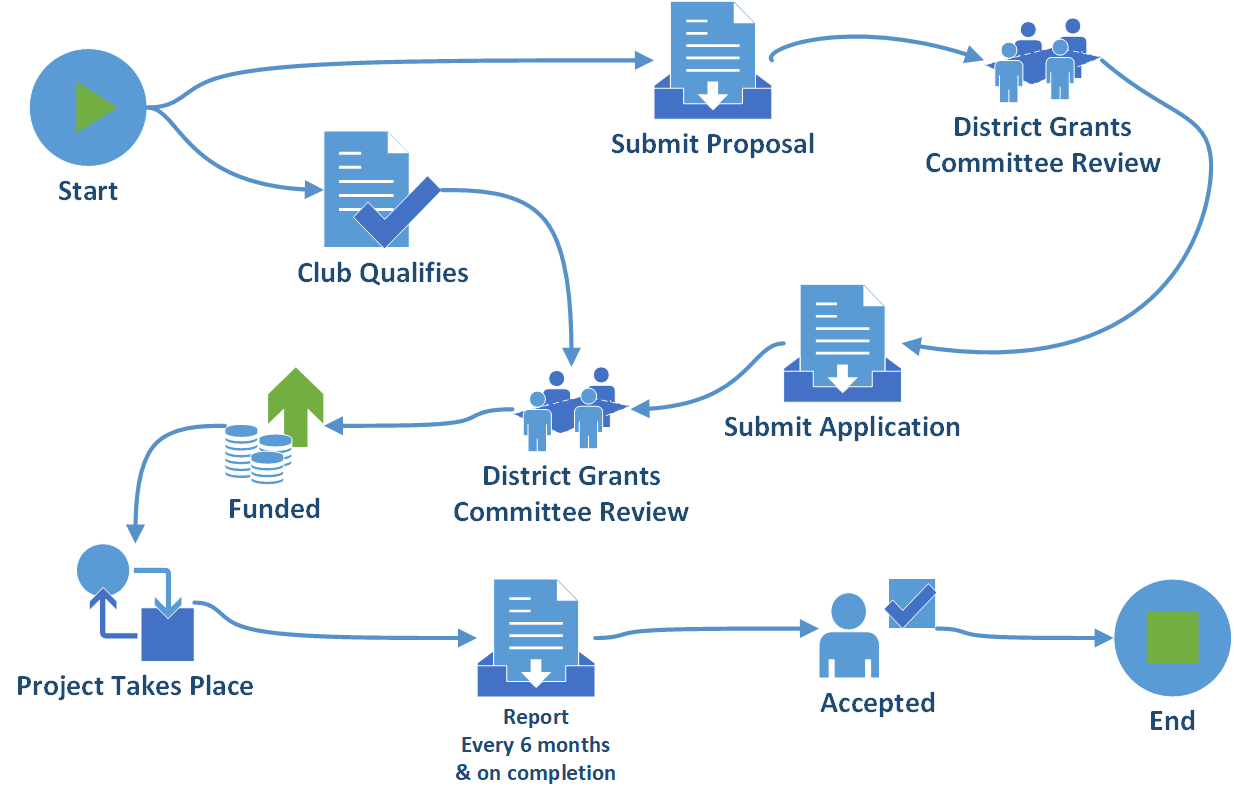 Start
Submit Proposal
District Grants
Committee Review
Club Qualifies
Submit Application
District Grants
Committee Review
Funded
Project Takes Place
Report
Every 6 months
& on completion
Accepted
End